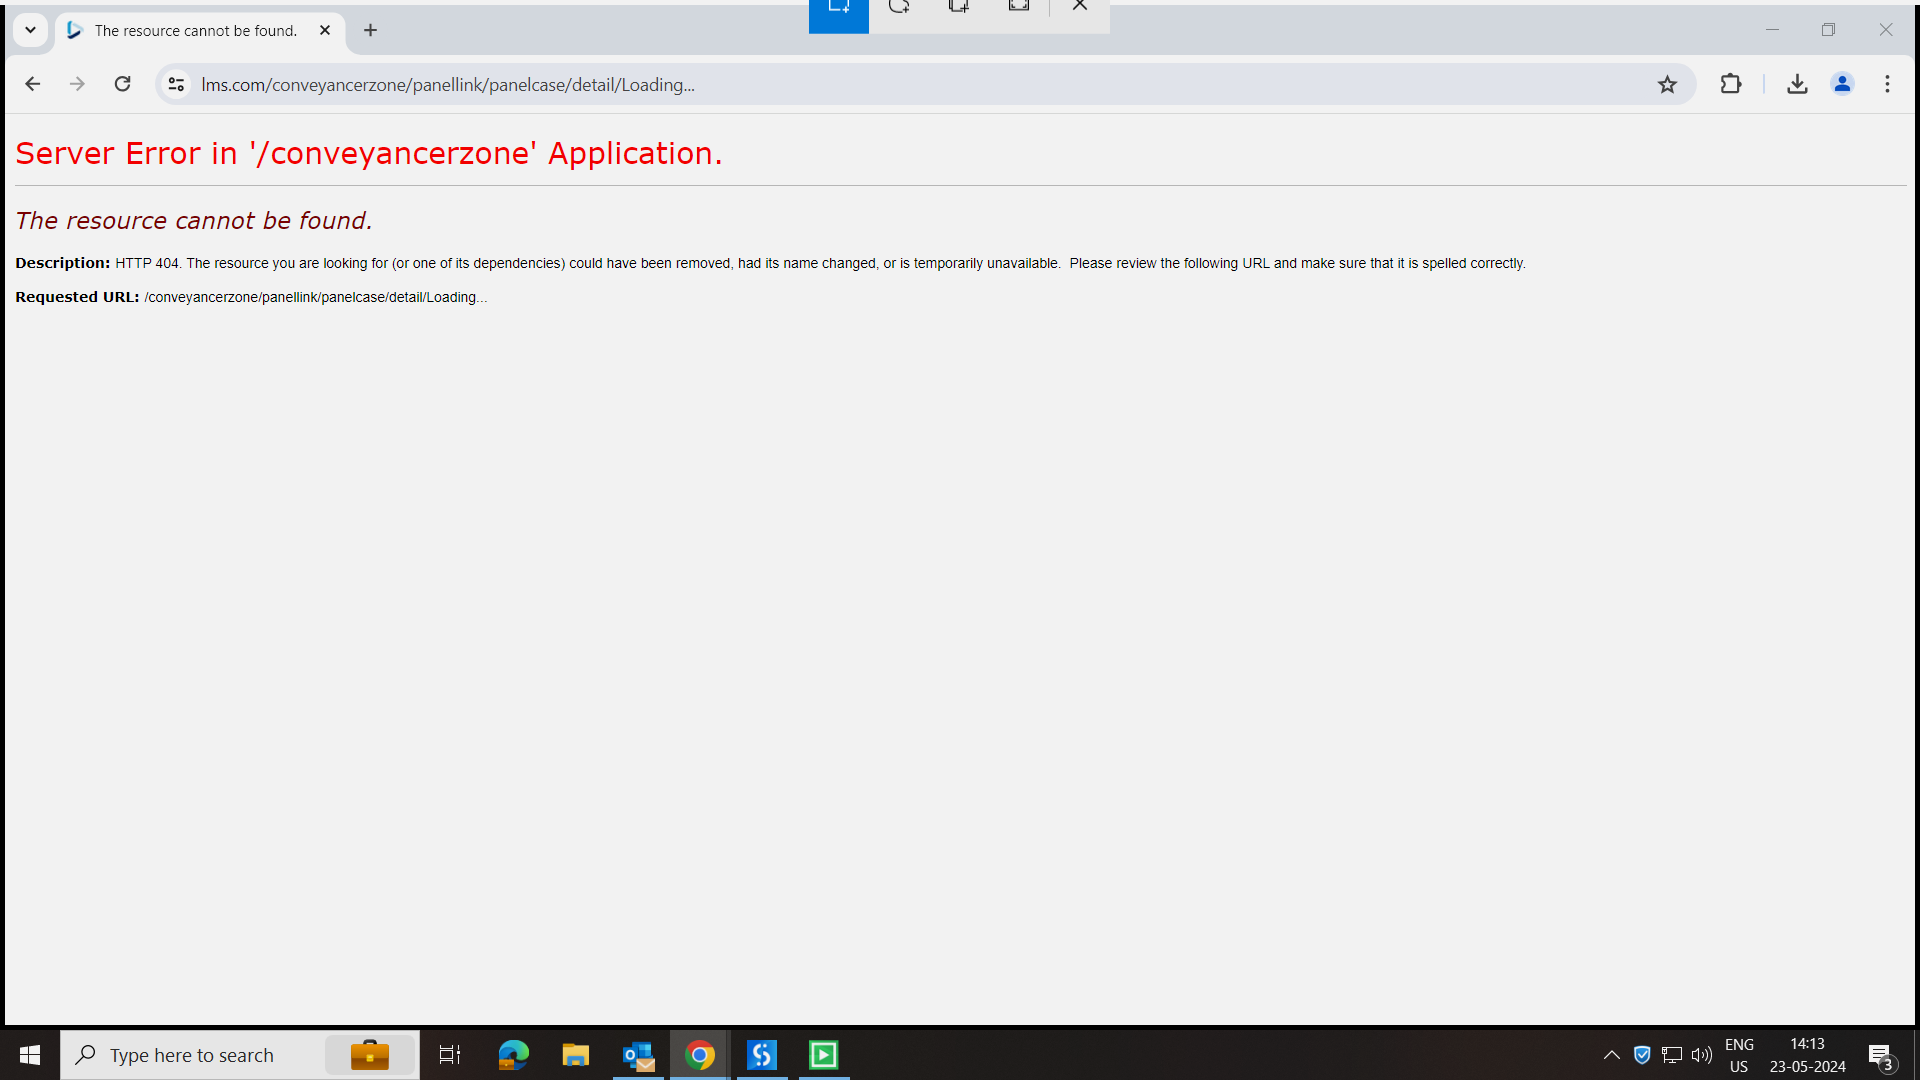 The resource cannot be found.
lms.com/conveyancerzone/panellink/panelcase/detail/Loading...
Server Error in '/conveyancerzone' Application.
The resource cannot be found.
Description: HTTP 404. The resource you are looking for (or one of its dependencies) could have been removed, had its name changed, or is temporarily unavailable.  Please review the following URL and make sure that it is spelled correctly.
Requested URL: /conveyancerzone/panellink/panelcase/detail/Loading...
Type here to search
ENG
US
14:13
23-05-2024
3